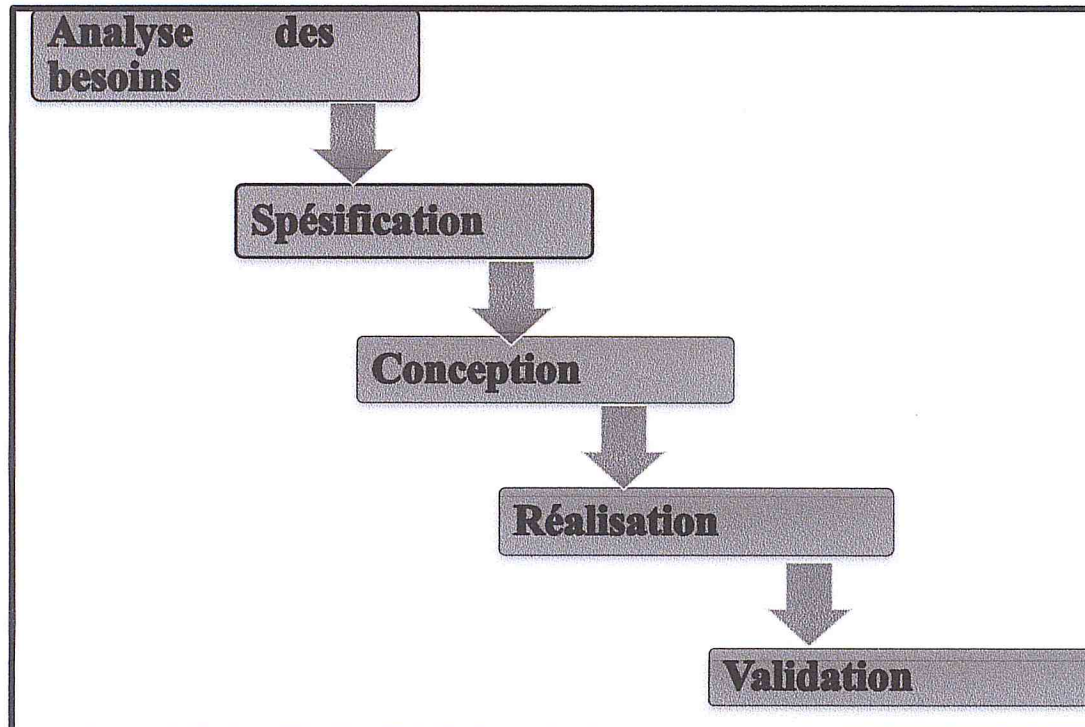 Analyse des
besoins
Spésification
Conception
Réalisation
Validation